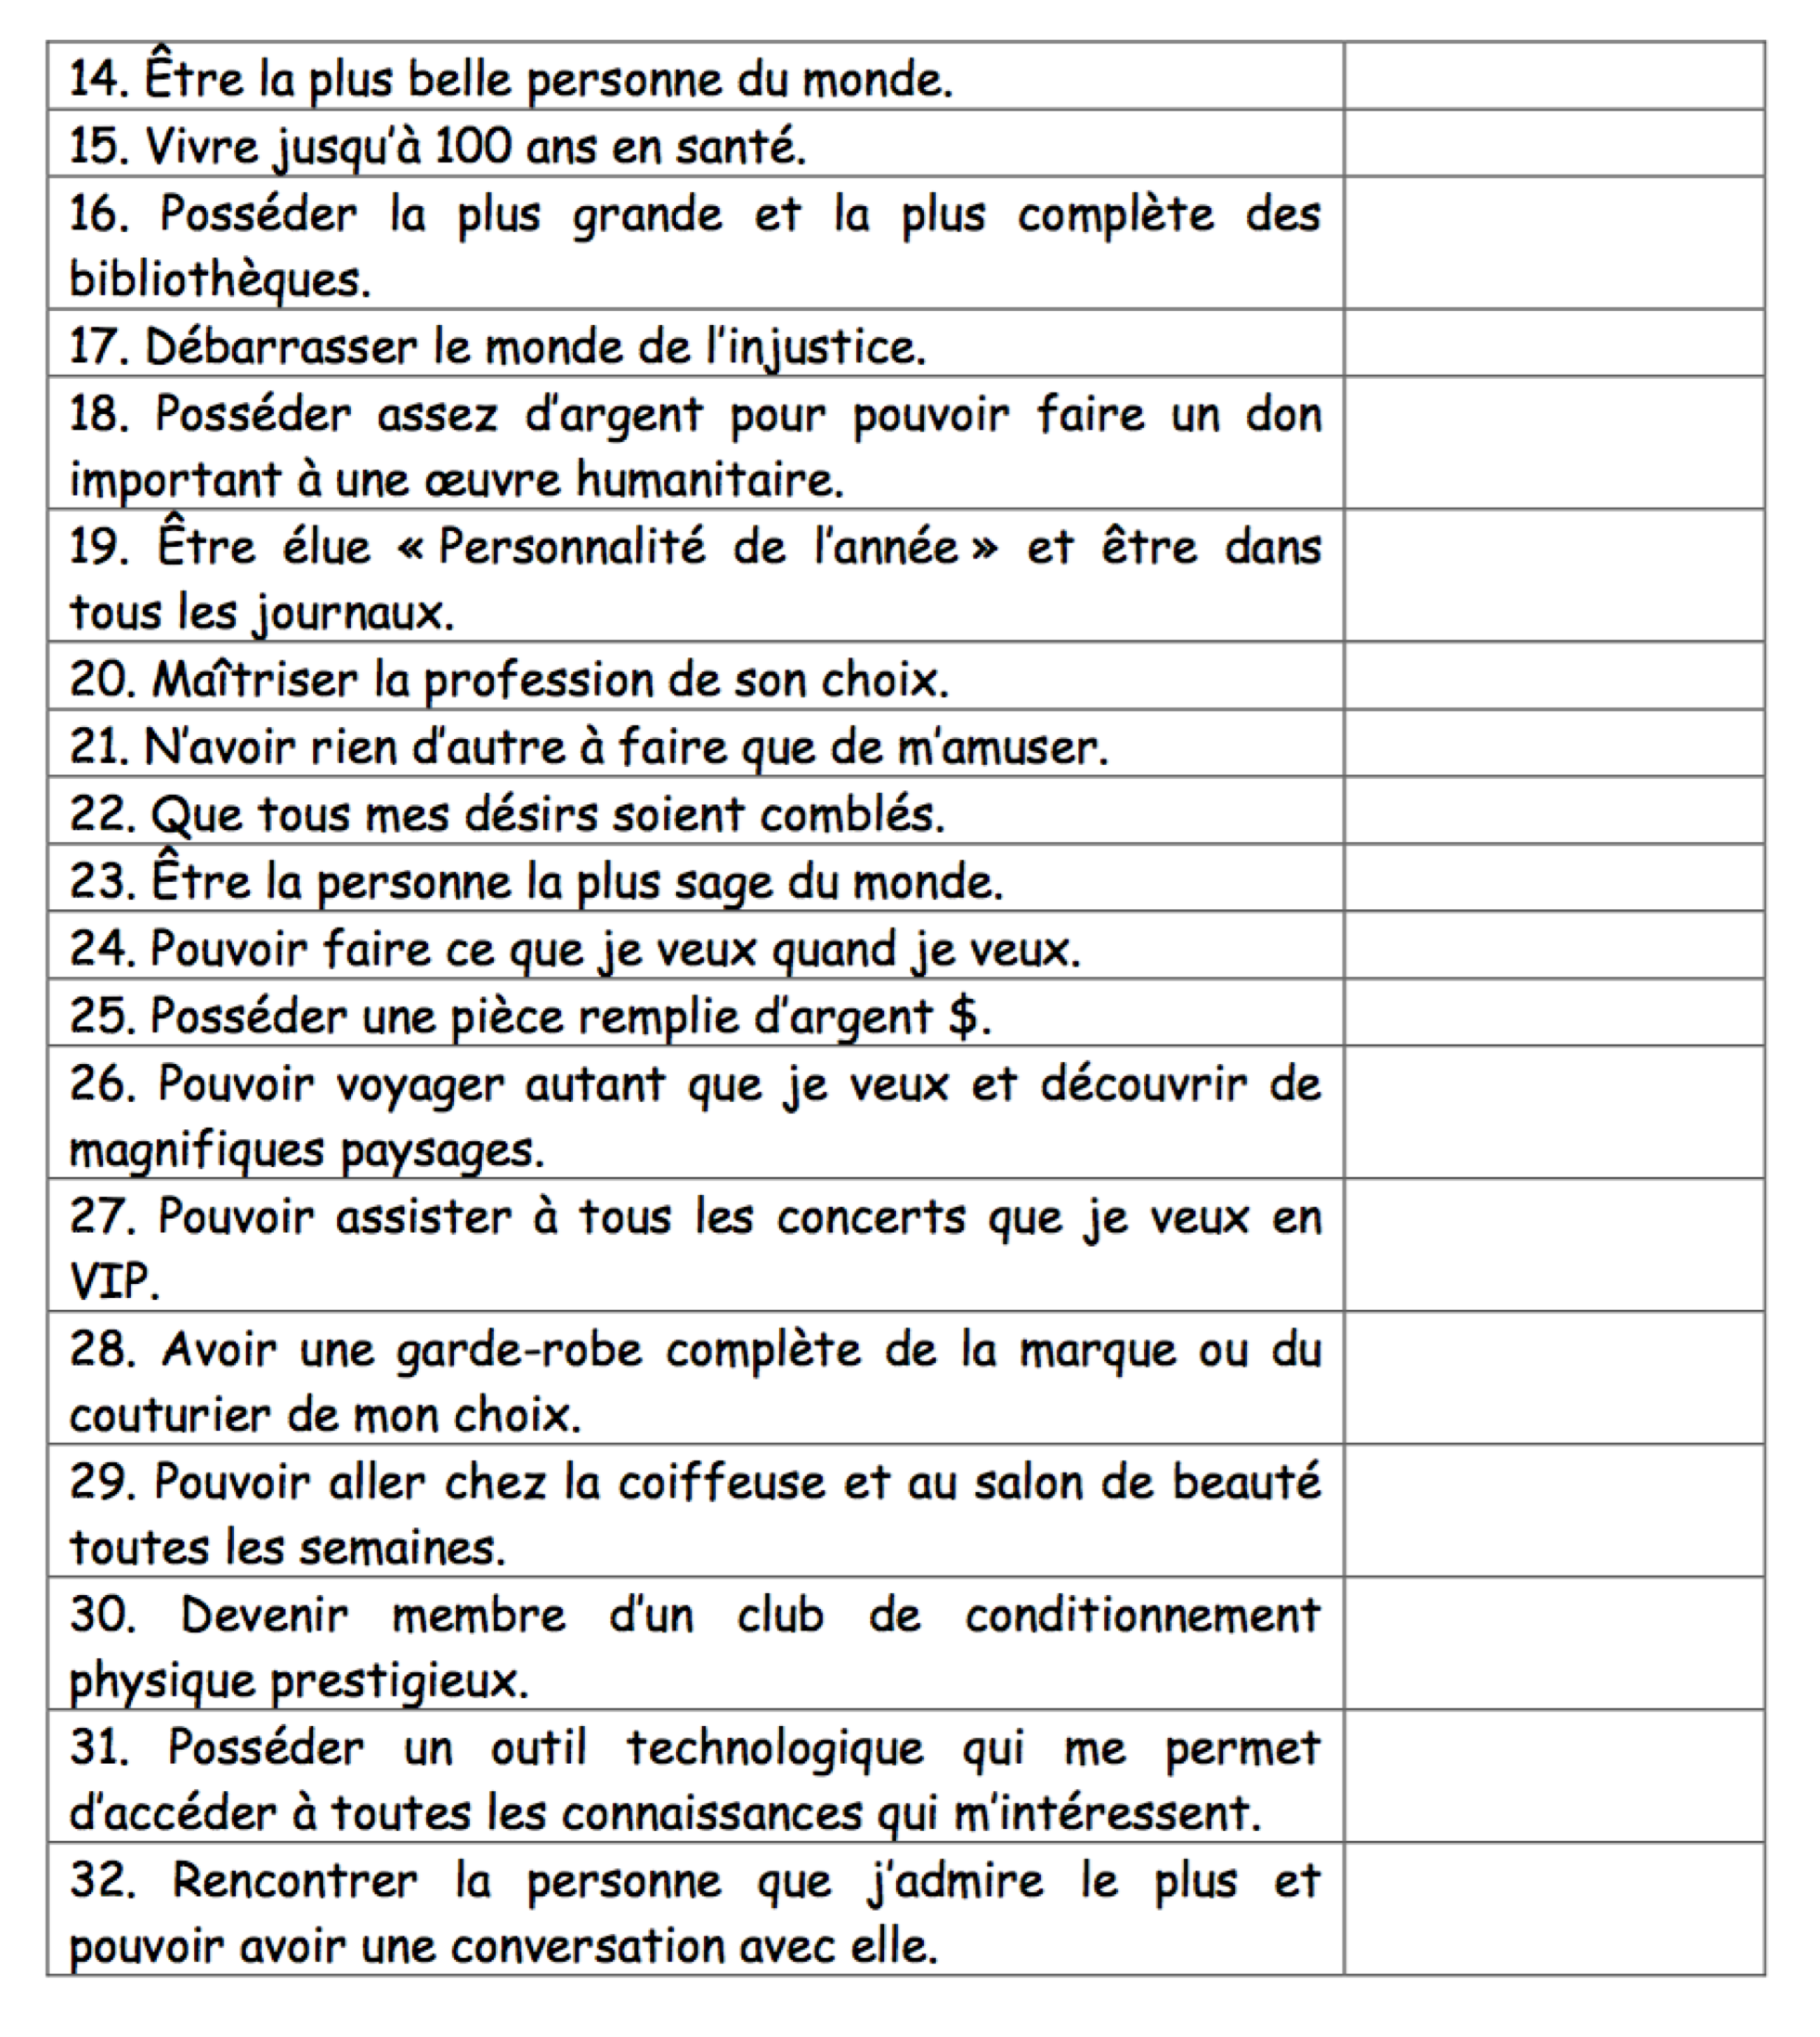 14. Être la plus belle personne du monde.
15. Vivre jusqu'à 100 ans en santé.
16. Posséder la plus grande et la plus complète des
bibliothèques.
17. Débarrasser le monde de l'injustice.
18. Posséder assez d'argent pour pouvoir faire un don
important à une œuvre humanitaire.
19. Être élue « Personnalité de l'année » et être dans
tous les journaux.
20. Maîtriser la profession de son choix.
21. N'avoir rien d'autre à faire que de m'amuser.
22. Que tous mes désirs soient comblés.
23. Être la personne la plus sage du monde.
24. Pouvoir faire ce que je veux quand je veux.
25. Posséder une pièce remplie d'argent $.
26. Pouvoir voyager autant que je veux et découvrir de
magnifiques paysages.
27. Pouvoir assister à tous les concerts que je veux en
VIP.
28. Avoir une garde-robe complète de la marque ou du
couturier de mon choix.
29. Pouvoir aller chez la coiffeuse et au salon de beauté
toutes les semaines.
30. Devenir membre d'un club de conditionnement
physique prestigieux.
31. Posséder un outil technologique qui me permet
d'accéder à toutes les connaissances qui m'intéressent.
32. Rencontrer la personne que j'admire le plus et
pouvoir avoir une conversation avec elle.